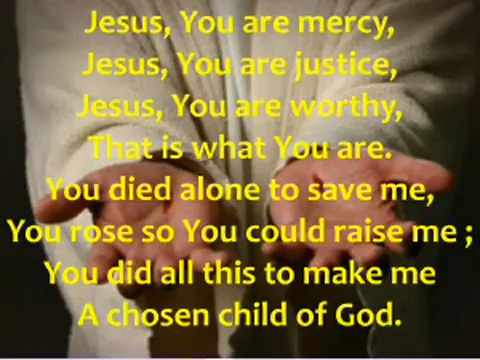 Jesus, You are mercy,
Jesus, You are justice,
Jesus, You are worthy,
That is what You are.
You died alone to save me,
You rose so You could raise me ;
You did all this to make me
A chosen child of God.